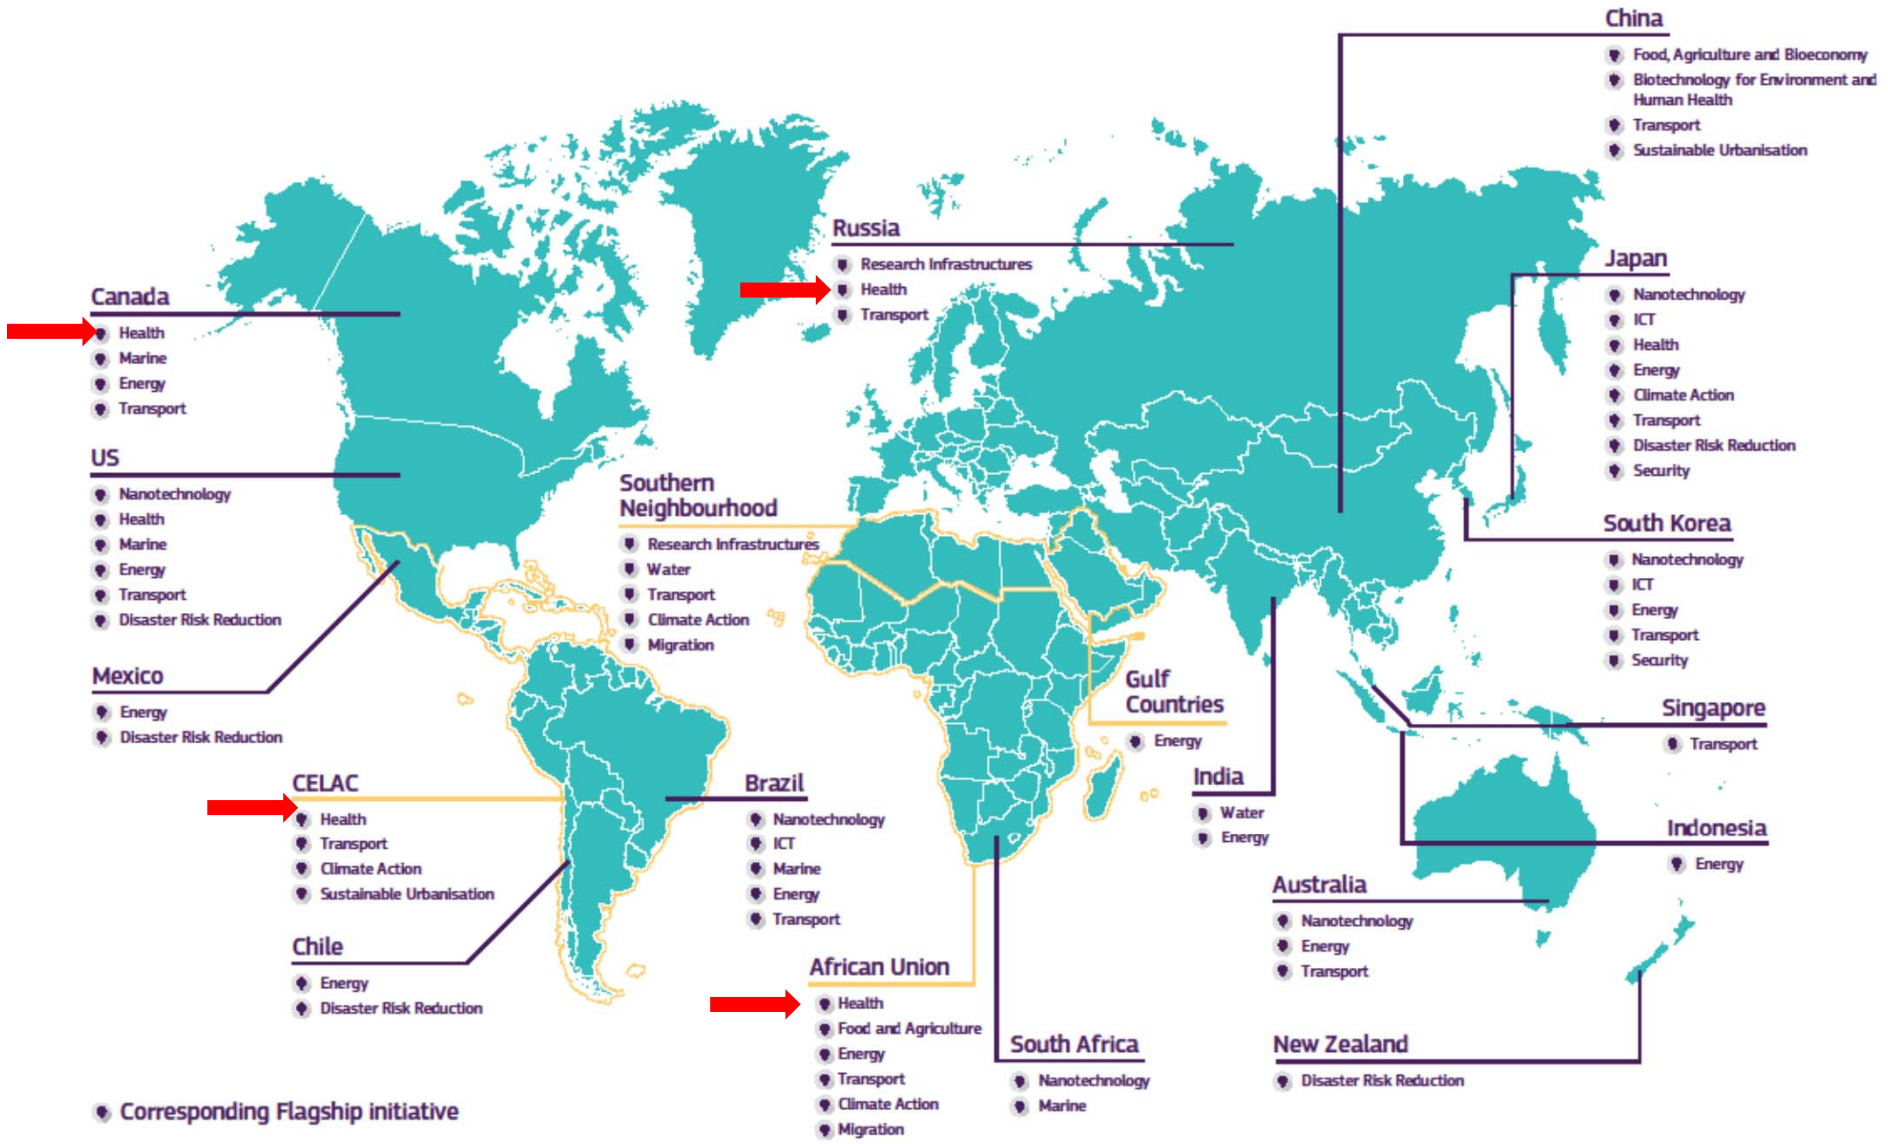 China
Food, Agriculture and Bioeconomy
Biotechnology for Environment and
Human Health
Transport
Sustainable Urbanisation
Russia
Research Infrastructures
Health
Transport
Japan
Nanotechnology
ICT
Health
Energy
Climate Action
Transport
Disaster Risk Reduction
Security
Canada
Health
Marine
Energy
Transport
US
Nanotechnology
Health
Marine
Energy
Transport
Disaster Risk Reduction
Southern
Neighbourhood
Research Infrastructures
Water
Transport
Climate Action
Migration
South Korea
Nanotechnology
ICT
Energy
Transport
Security
Mexico
Energy
Disaster Risk Reduction
Gulf
Countries
Energy
Singapore
Transport
CELAC
Health
Transport
Climate Action
Sustainable Urbanisation
Brazil
Nanotechnology
ICT
Marine
Energy
Transport
India
Water
Energy
Indonesia
Energy
Australia
Nanotechnology
Energy
Transport
Chile
Energy
Disaster Risk Reduction
African Union
Health
Food and Agriculture
Energy
Transport
Climate Action
Migration
South Africa
Nanotechnology
Marine
New Zealand
Disaster Risk Reduction
Corresponding Flagship initiative